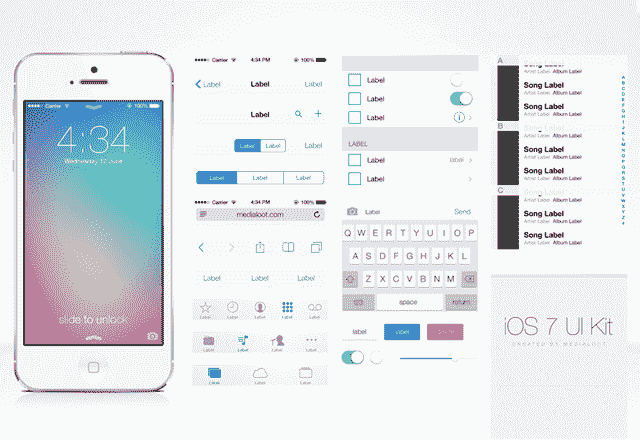 Carrier
4:34
Wednesday, 12 June
slide to unlock
Carrier 4:34 PM 100%
Label Label Label
Label
Label Label Label
Label Label Label
Carrier 4:34 PM 100%
medialoot.com
Label Label Label
Label Label Label Label Label
Label Label Label Label
Label Label Label
Label
Label
Label
LABEL
Label label
Label
Label Send
Q W E R T Y U I O P
A S D F G H J K L
Z X C V B N M
space return
label label
A
Song Label
Artist Label Album Label
Song Label
Artist Label Album Label
Song Label
Artist Label Album Label
B
Song Label
Artist Label Album Label
Song Label
Artist Label Album Label
C
Song Label
Artist Label Album Label
Song Label
Artist Label Album Label
A
B
C
D
E
F
G
H
I
J
K
L
M
N
O
P
Q
R
S
T
U
V
W
X
Y
Z
#
iOS 7 UI Kit
CREATED BY MEDIALOOT